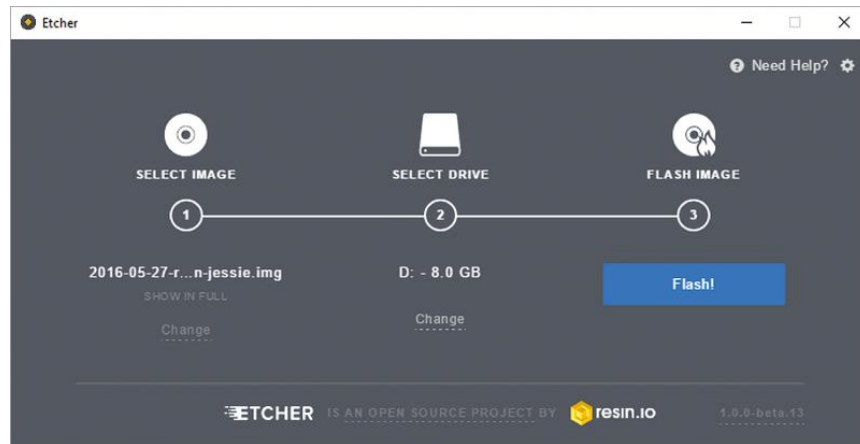 Etcher
Need Help?
SELECT IMAGE
SELECT DRIVE
FLASH IMAGE
1
2
3
2016-05-27-r...n-jessie.img
D: - 8.0 GB
Flash!
SHOW IN FULL
Change
Change
ETCHER IS AN OPEN SOURCE PROJECT BY resin.io 1.0.0-beta.13